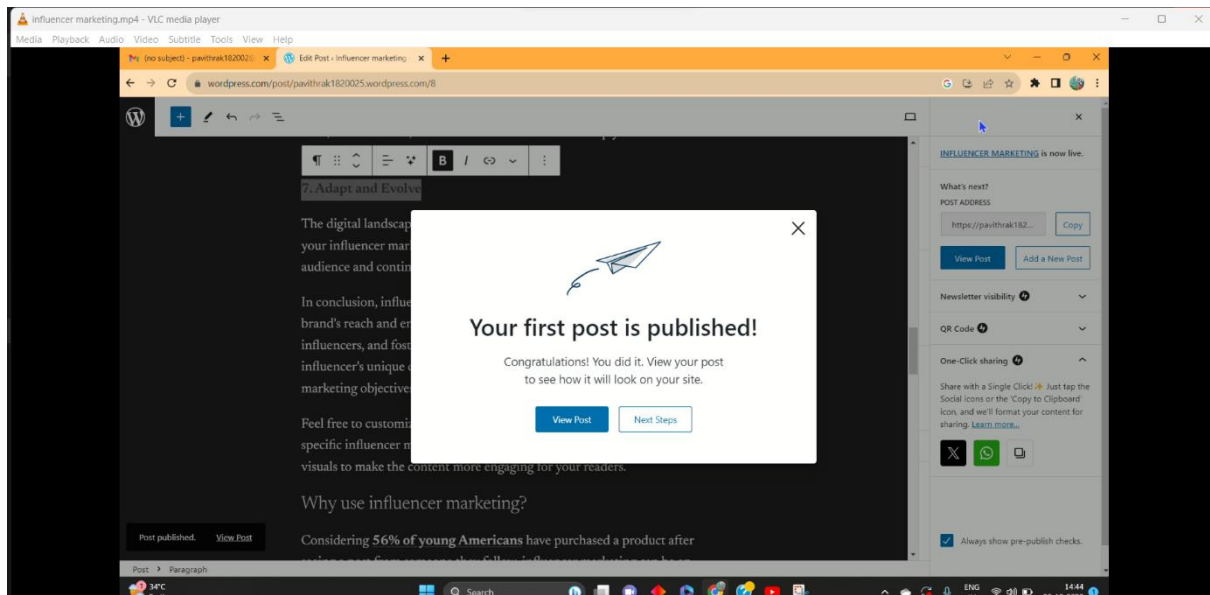 influencer marketing.mp4 - VLC media player
Media Playback Audio Video Subtitle Tools View Help
(no subject) - pavithrak1820025
Edit Post ‹ Influencer marketing
wordpress.com/post/pavithrak1820025.wordpress.com/8
7. Adapt and Evolve
The digital landscap
your influencer mar
audience and contin
In conclusion, influe
brand's reach and en
influencers, and fost
influencer's unique
marketing objective
Feel free to customi
specific influencer m
visuals to make the content more engaging for your readers.
Why use influencer marketing?
Considering 56% of young Americans have purchased a product after
Your first post is published!
Congratulations! You did it. View your post
to see how it will look on your site.
View Post
Next Steps
INFLUENCER MARKETING is now live.
What's next?
POST ADDRESS
https://pavithrak182...
Copy
View Post
Add a New Post
Newsletter visibility
QR Code
One-Click sharing
Share with a Single Click! Just tap the
Social icons or the 'Copy to Clipboard'
icon, and we'll format your content for
sharing. Learn more...
Always show pre-publish checks.
Post published. View Post
Post › Paragraph
34°C
Search
ENG
14:44